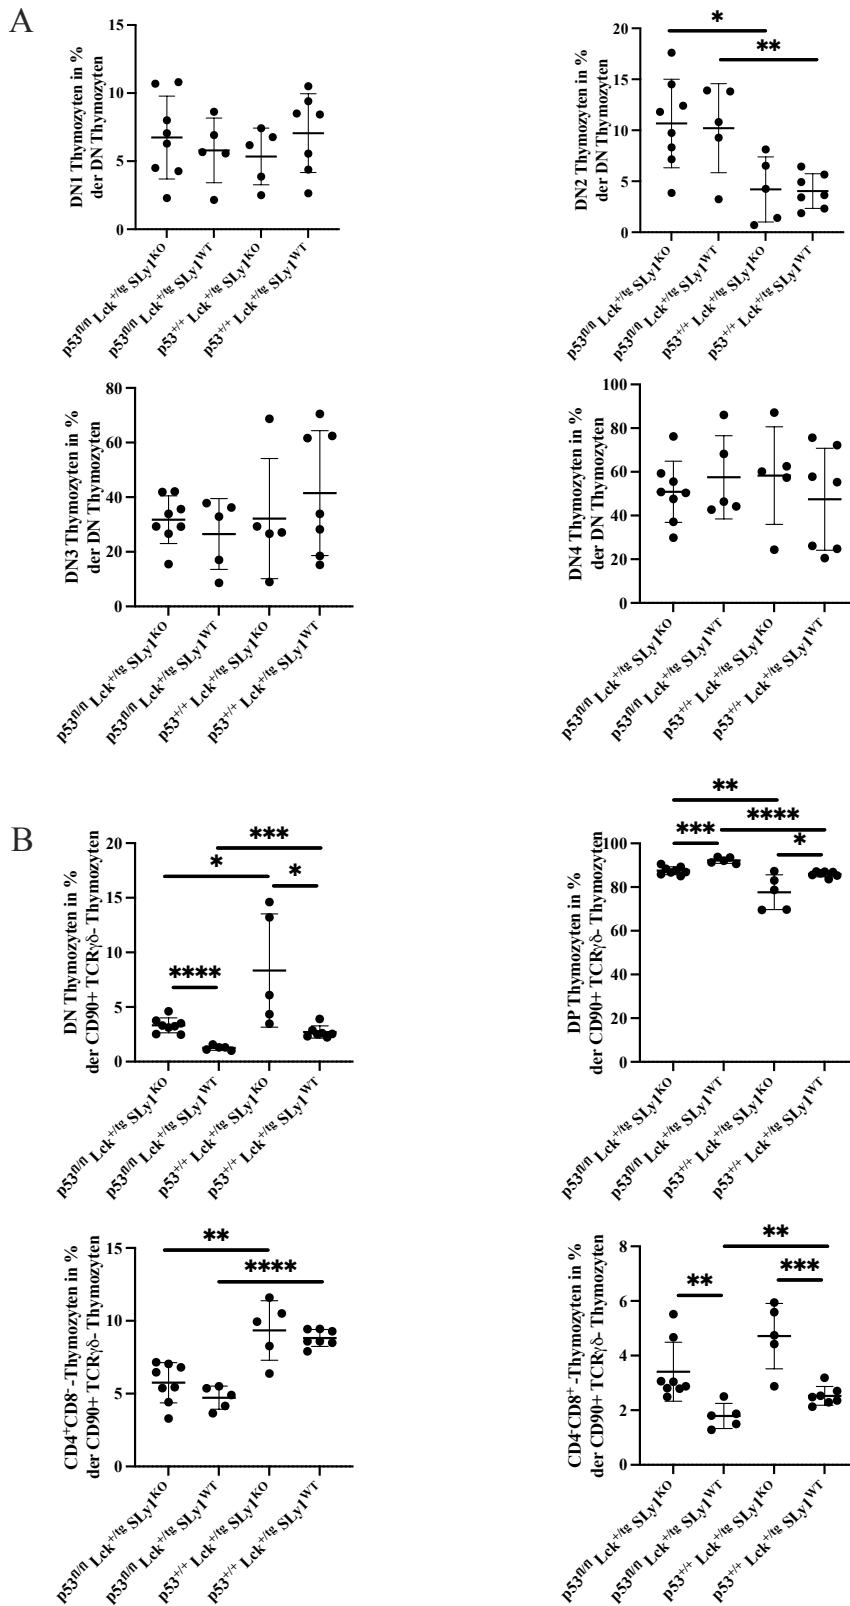 A
DN1 Thymozyten in %
der DN Thymozyten
15
10
5
0
p53fl/fl Lck+/tg SLy1KO
p53fl/fl Lck+/tg SLy1WT
p53+/+ Lck+/tg SLy1KO
p53+/+ Lck+/tg SLy1WT
DN2 Thymozyten in %
der DN Thymozyten
20
15
10
5
0
*
**
p53fl/fl Lck+/tg SLy1KO
p53fl/fl Lck+/tg SLy1WT
p53+/+ Lck+/tg SLy1KO
p53+/+ Lck+/tg SLy1WT
DN3 Thymozyten in %
der DN Thymozyten
80
60
40
20
0
p53fl/fl Lck+/tg SLy1KO
p53fl/fl Lck+/tg SLy1WT
p53+/+ Lck+/tg SLy1KO
p53+/+ Lck+/tg SLy1WT
DN4 Thymozyten in %
der DN Thymozyten
100
80
60
40
20
0
p53fl/fl Lck+/tg SLy1KO
p53fl/fl Lck+/tg SLy1WT
p53+/+ Lck+/tg SLy1KO
p53+/+ Lck+/tg SLy1WT
B
DN Thymozyten in %
der CD90+ TCRγδ- Thymozyten
20
15
10
5
0
***
*
*
****
p53fl/fl Lck+/tg SLy1KO
p53fl/fl Lck+/tg SLy1WT
p53+/+ Lck+/tg SLy1KO
p53+/+ Lck+/tg SLy1WT
DP Thymozyten in %
der CD90+ TCRγδ- Thymozyten
100
80
60
40
20
0
**
****
***
*
p53fl/fl Lck+/tg SLy1KO
p53fl/fl Lck+/tg SLy1WT
p53+/+ Lck+/tg SLy1KO
p53+/+ Lck+/tg SLy1WT
CD4+CD8- -Thymozyten in %
der CD90+ TCRγδ- Thymozyten
15
10
5
0
**
****
p53fl/fl Lck+/tg SLy1KO
p53fl/fl Lck+/tg SLy1WT
p53+/+ Lck+/tg SLy1KO
p53+/+ Lck+/tg SLy1WT
CD4-CD8+ -Thymozyten in %
der CD90+ TCRγδ- Thymozyten
8
6
4
2
0
**
**
***
p53fl/fl Lck+/tg SLy1KO
p53fl/fl Lck+/tg SLy1WT
p53+/+ Lck+/tg SLy1KO
p53+/+ Lck+/tg SLy1WT